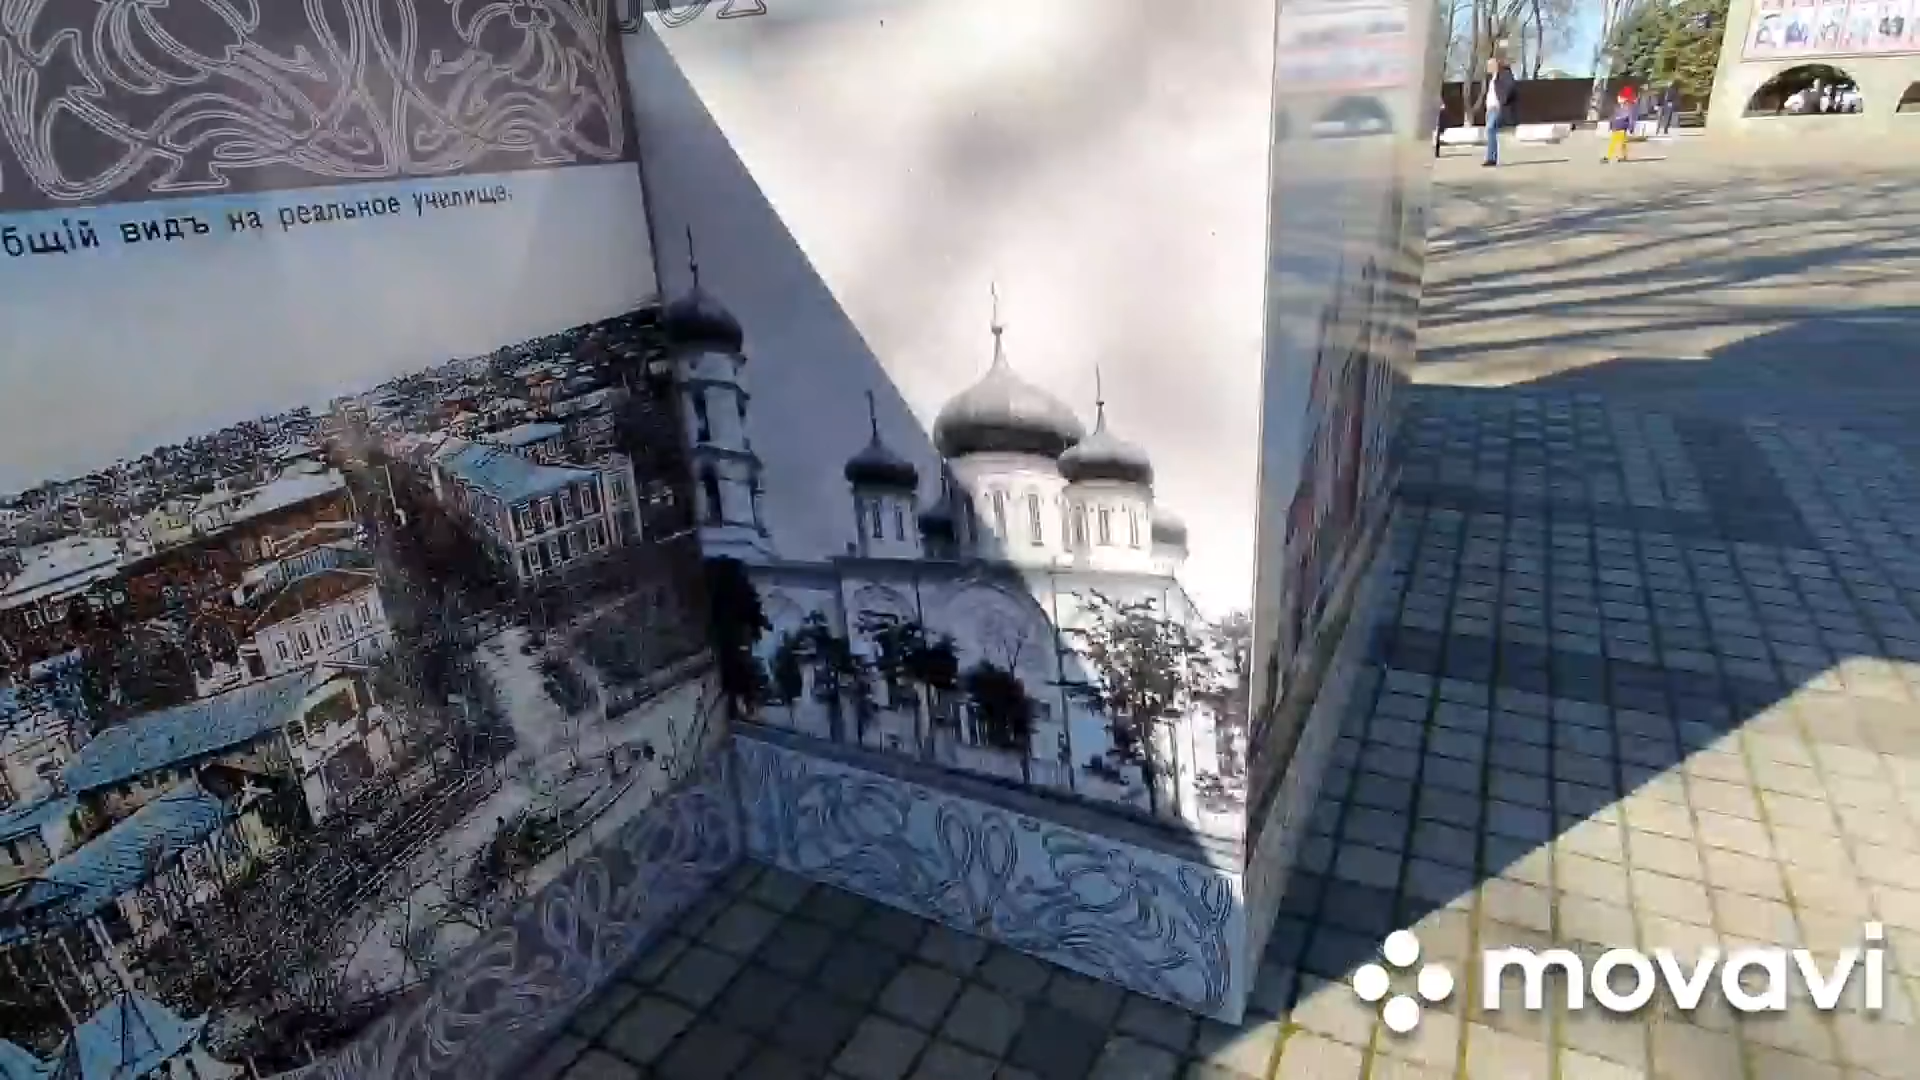 бщій видъ на реальное училище.
movavi